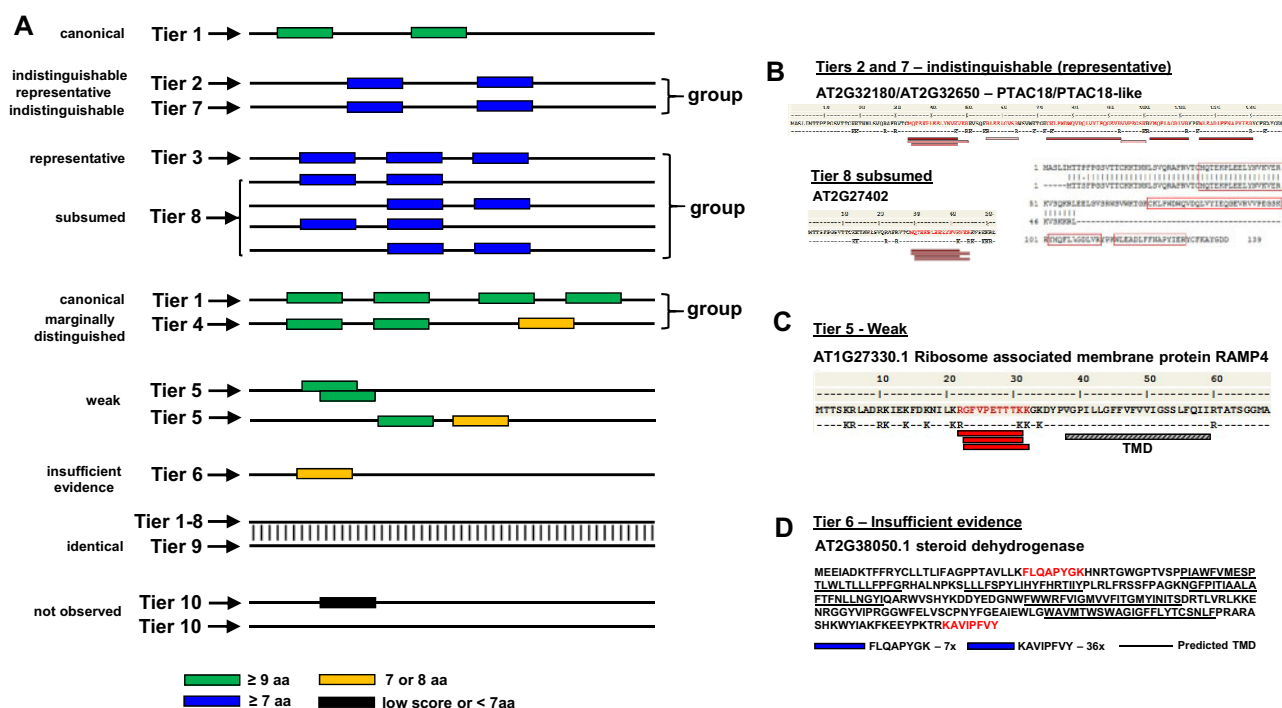 A
canonical Tier 1
indistinguishable
representative Tier 2
indistinguishable Tier 7
group
representative Tier 3
subsumed Tier 8
group
canonical Tier 1
marginally
distinguished Tier 4
group
weak Tier 5
Tier 5
insufficient
evidence Tier 6
Tier 1-8
identical Tier 9
not observed Tier 10
Tier 10
≥ 9 aa
7 or 8 aa
≥ 7 aa
low score or < 7aa
B
Tiers 2 and 7 – indistinguishable (representative)
AT2G32180/AT2G32650 – PTAC18/PTAC18-like
Tier 8 subsumed
AT2G27402
10 20 30 40 50
C
Tier 5 - Weak
AT1G27330.1 Ribosome associated membrane protein RAMP4
10 20 30 40 50 60
MTTSKRLADRKIEKFDKNILKRGFVPETTTKKGKDYPVGPILLGFFVFVVIGSSLFQIIRTATSGGMA
TMD
D
Tier 6 – Insufficient evidence
AT2G38050.1 steroid dehydrogenase
MEEIADKTFFRYCLLTLIFAGPPTAVLLKFLQAPYGKHNRTGWGPTVSPPIAWFVMESP
TLWLTLLLFPFGRHALNPKSLLLFSPYLIHYFHRTIIYPLRLFRSSFPAGKNGFPITIAALA
FTFNLLNGYIQARWVSHYKDDYEDGNWFWWRFVIGMVVFITGMYINITSDRTLVRLKKE
NRGGYVIPRGGWFELVSCPNYFGEAIEWLGWAVMTWSWAGIGFFLYTCSNLFPRARA
SHKWYIAKFKEEYPKTRKAVIPFVY
FLQAPYGK – 7x
KAVIPFVY – 36x
Predicted TMD